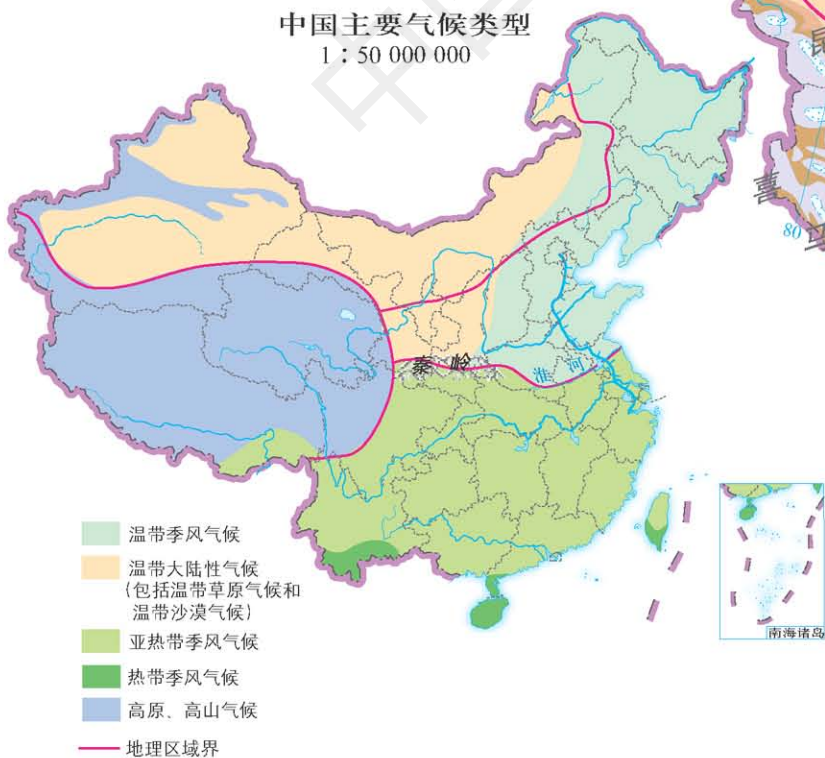 中国主要气候类型
1∶50 000 000
昆
喜
马
80
秦岭
淮河
温带季风气候
温带大陆性气候
(包括温带草原气候和
温带沙漠气候)
亚热带季风气候
热带季风气候
高原、高山气候
地理区域界
南海诸岛